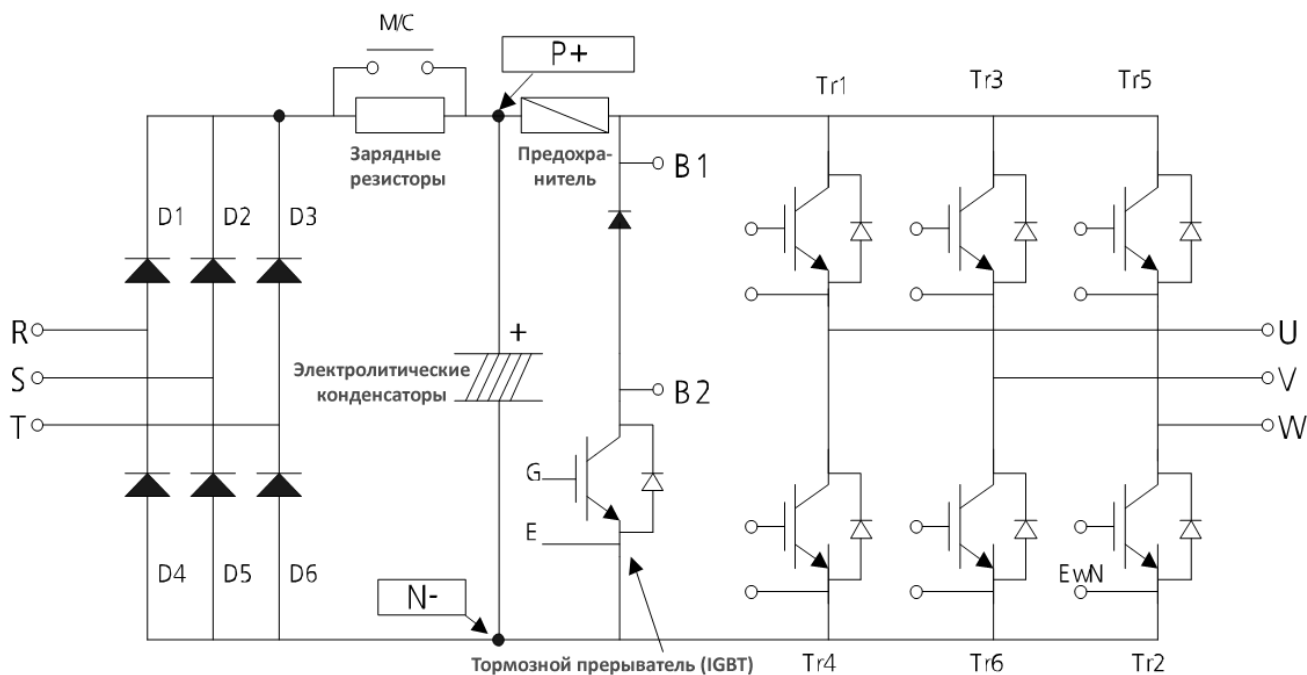 M/C
P+
Tr1
Tr3
Tr5
Зарядные
резисторы
Предохра-
нитель
B1
D1
D2
D3
R
S
T
+
Электролитические
конденсаторы
B2
U
V
W
G
E
D4
D5
D6
EwN
N-
Тормозной прерыватель (IGBT)
Tr4
Tr6
Tr2